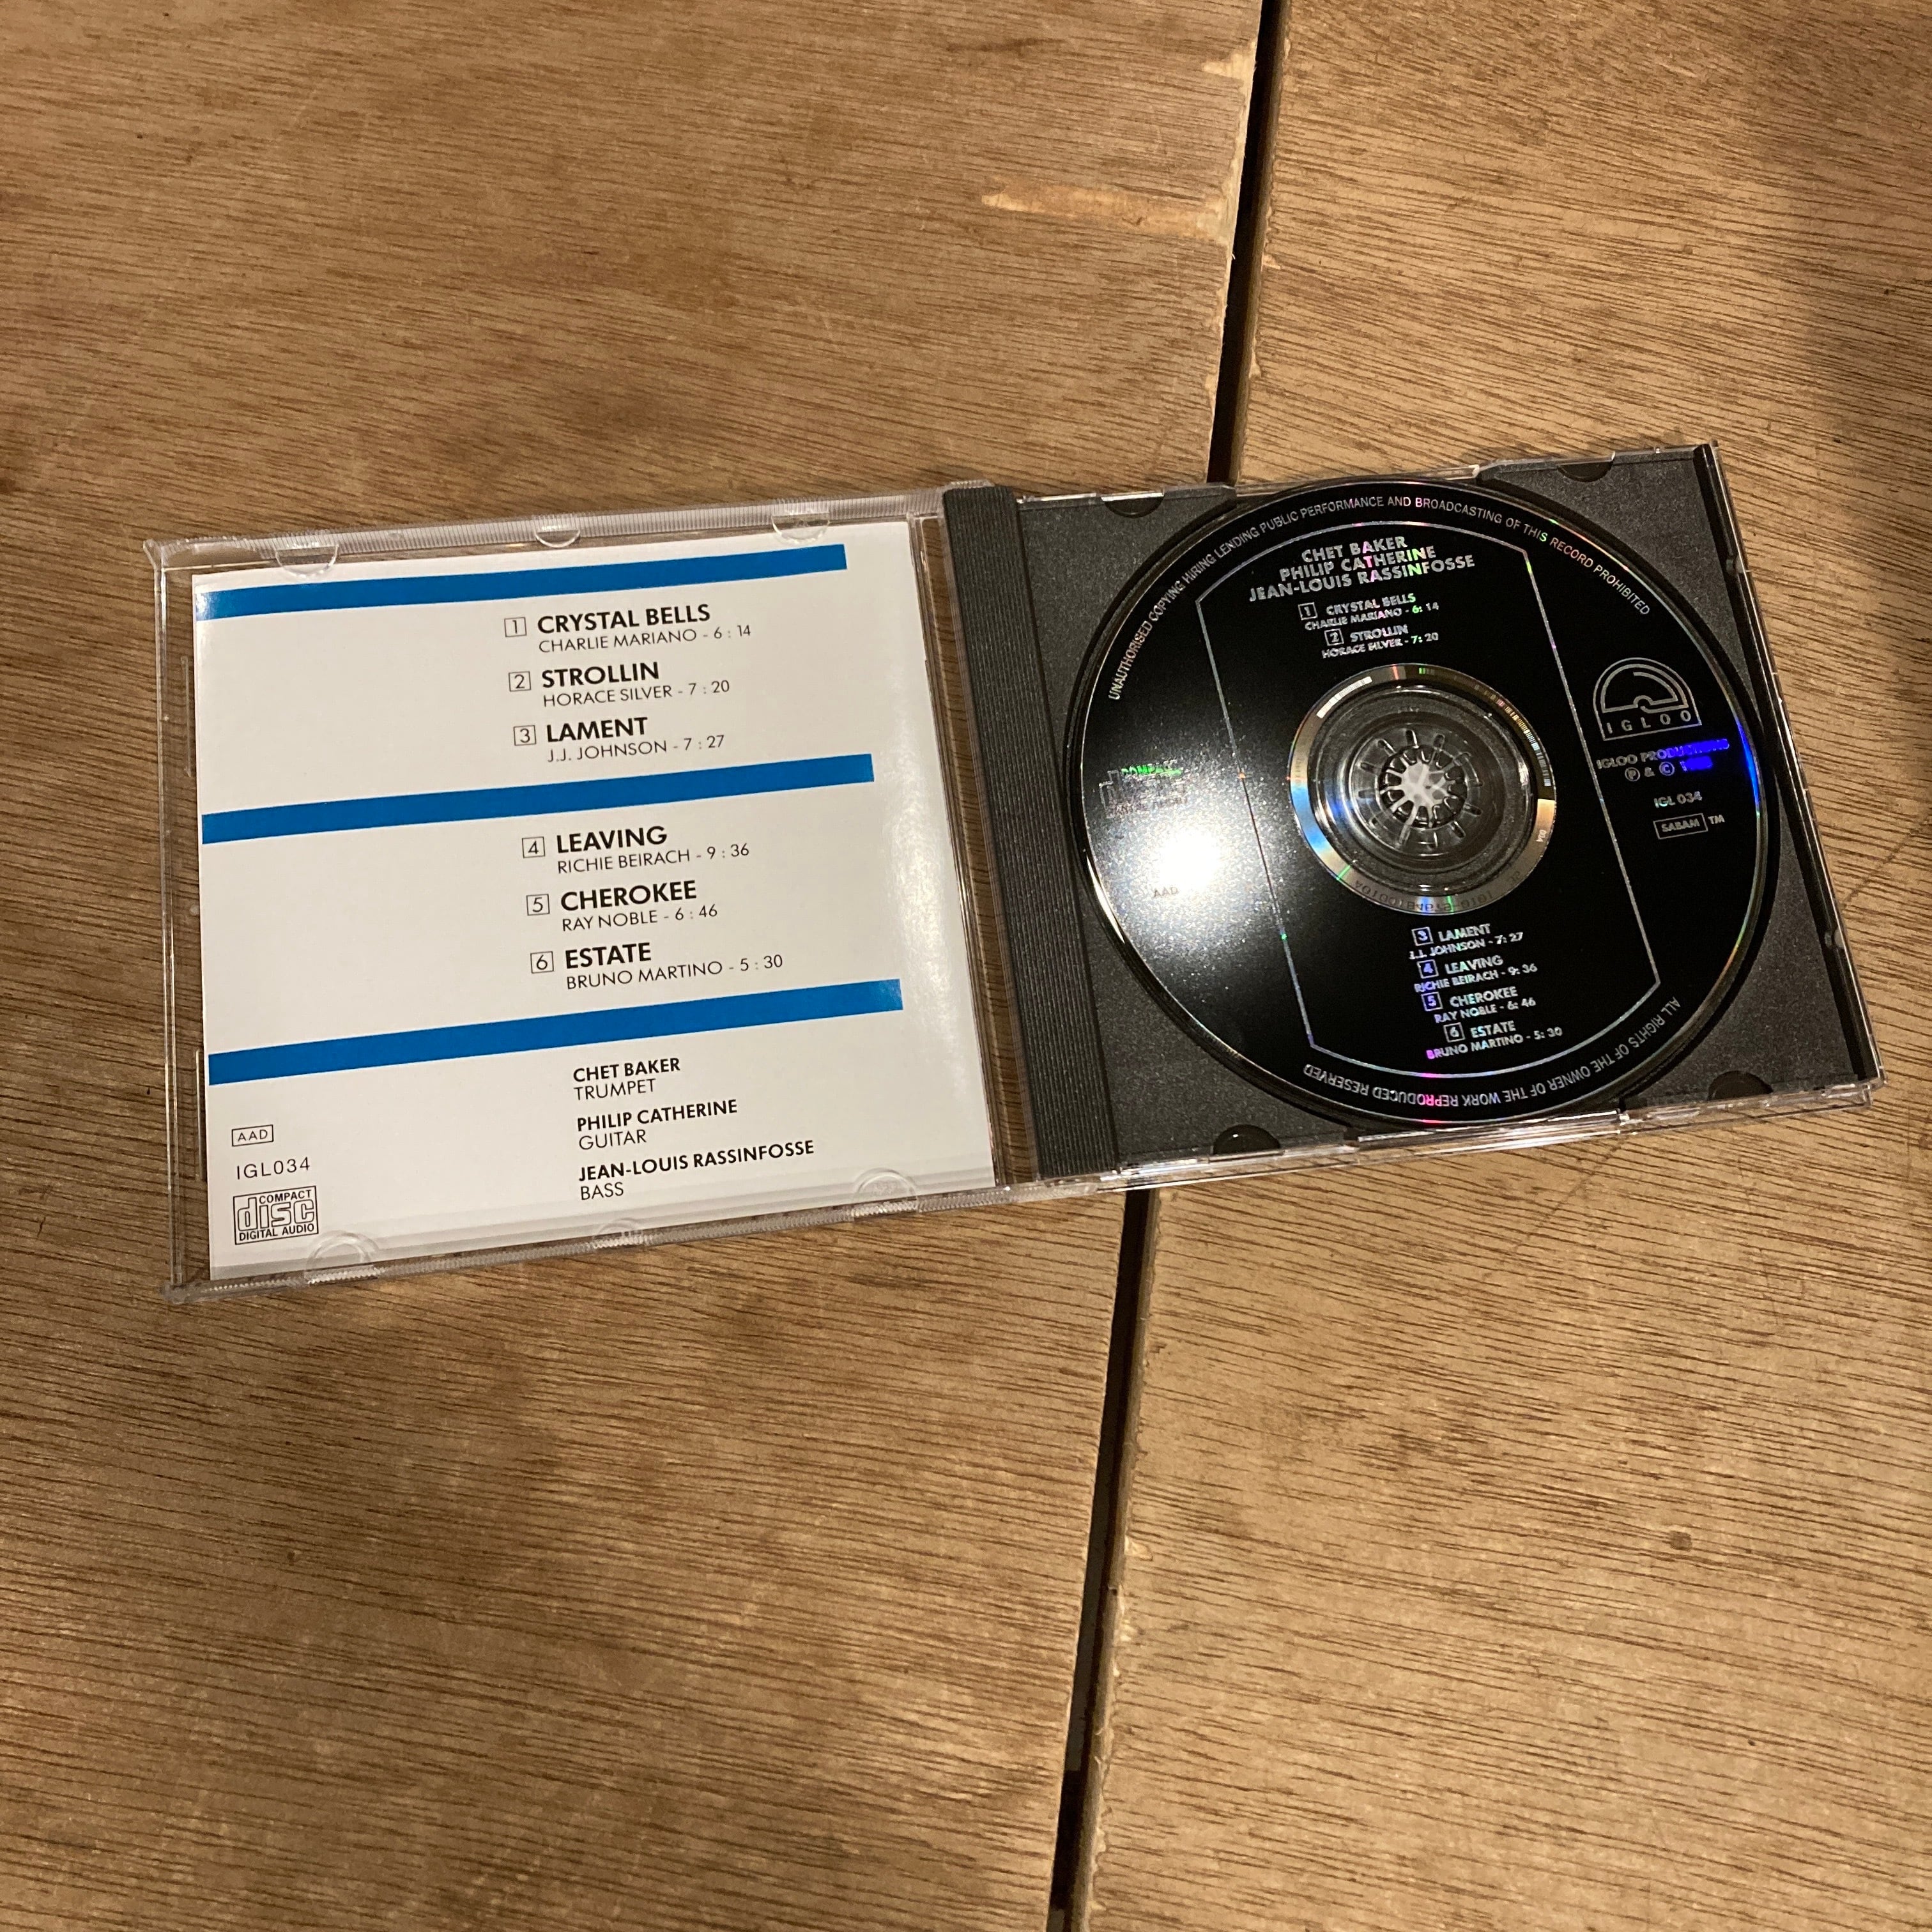 1 CRYSTAL BELLS
CHARLIE MARIANO - 6 : 14
2 STROLLIN
HORACE SILVER - 7 : 20
3 LAMENT
J.J. JOHNSON - 7 : 27
4 LEAVING
RICHIE BEIRACH - 9 : 36
5 CHEROKEE
RAY NOBLE - 6 : 46
6 ESTATE
BRUNO MARTINO - 5 : 30
CHET BAKER
TRUMPET
PHILIP CATHERINE
GUITAR
JEAN-LOUIS RASSINFOSSE
BASS
AAD
IGL034
COMPACT
disc
DIGITAL AUDIO
UNAUTHORISED COPYING HIRING LENDING PUBLIC PERFORMANCE AND BROADCASTING OF THIS RECORD PROHIBITED
CHET BAKER
PHILIP CATHERINE
JEAN-LOUIS RASSINFOSSE
1 CRYSTAL BELLS
CHARLIE MARIANO - 6: 14
2 STROLLIN
HORACE SILVER - 7: 20
IGLOO
IGLOO PRODUCTIONS
℗ & ©
IGL 034
SABAM TM
COMPACT
AAD
3 LAMENT
J.J. JOHNSON - 7: 27
4 LEAVING
RICHIE BEIRACH - 9: 36
5 CHEROKEE
RAY NOBLE - 6: 46
6 ESTATE
BRUNO MARTINO - 5: 30
ALL RIGHTS OF THE OWNER OF THE WORK REPRODUCED RESERVED